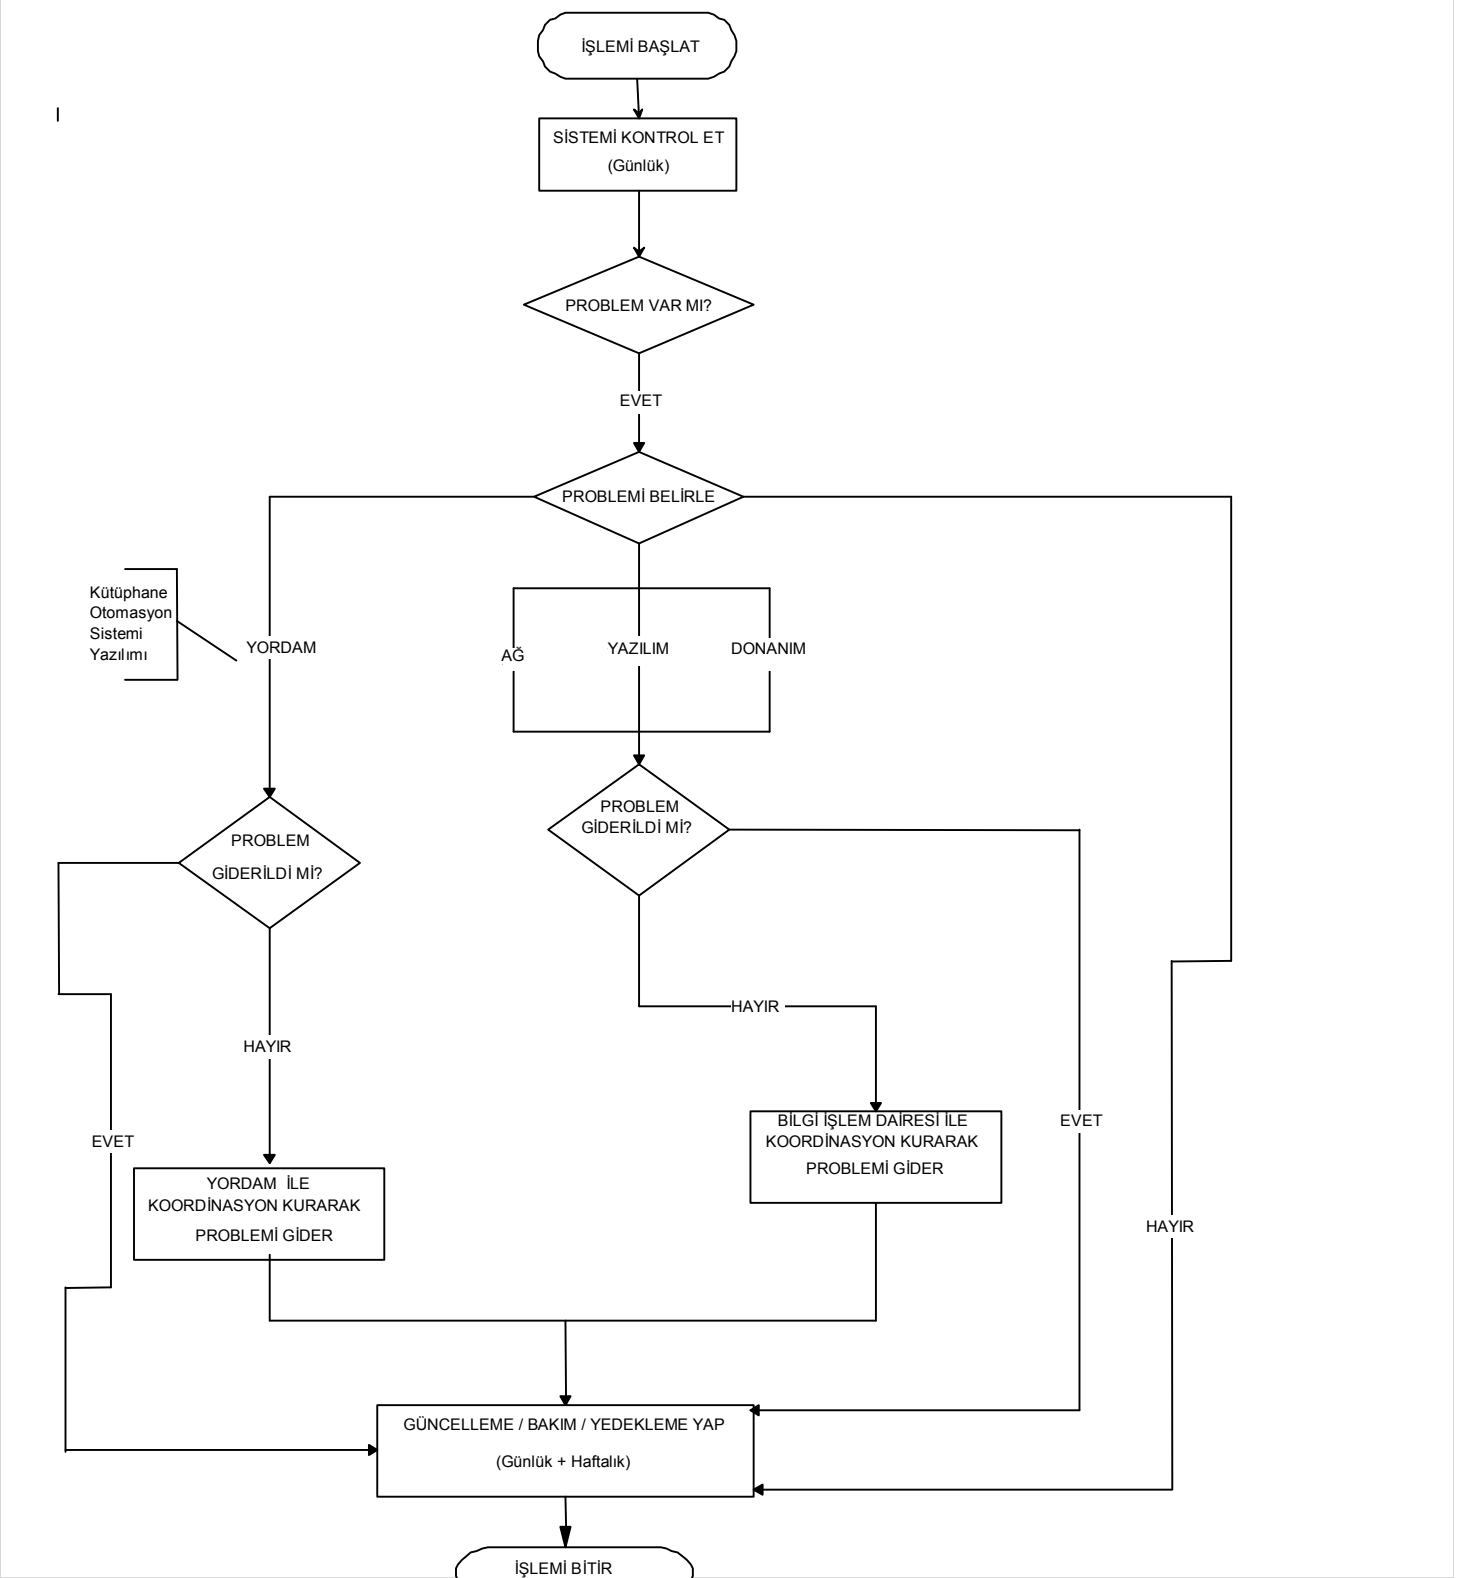 İŞLEMİ BAŞLAT
SİSTEMİ KONTROL ET
(Günlük)
PROBLEM VAR MI?
EVET
PROBLEMİ BELİRLE
Kütüphane
Otomasyon
Sistemi
Yazılımı
YORDAM
AĞ
YAZILIM
DONANIM
PROBLEM
GİDERİLDİ Mİ?
PROBLEM
GİDERİLDİ Mİ?
HAYIR
HAYIR
EVET
BİLGİ İŞLEM DAİRESİ İLE
KOORDİNASYON KURARAK
PROBLEMİ GİDER
EVET
YORDAM İLE
KOORDİNASYON KURARAK
PROBLEMİ GİDER
HAYIR
GÜNCELLEME / BAKIM / YEDEKLEME YAP
(Günlük + Haftalık)
İŞLEMİ BİTİR